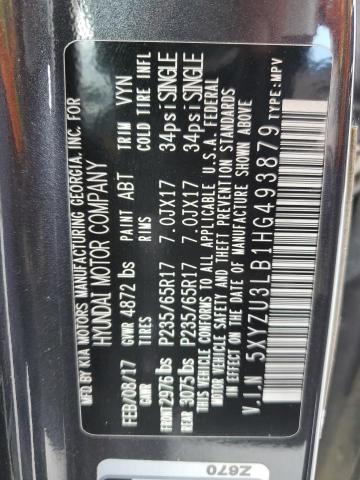 MFD BY KIA MOTORS MANUFACTURING GEORGIA, INC. FOR
HYUNDAI MOTOR COMPANY
FEB/08/17 GVWR 4872 lbs PAINT ABT TRIM VYN
GAWR TIRES RIMS COLD TIRE INFL
FRONT 2976 lbs P235/65R17 7.0JX17 34psi SINGLE
REAR 3075 lbs P235/65R17 7.0JX17 34psi SINGLE
THIS VEHICLE CONFORMS TO ALL APPLICABLE U.S.A. FEDERAL
MOTOR VEHICLE SAFETY AND THEFT PREVENTION STANDARDS
IN EFFECT ON THE DATE OF MANUFACTURE SHOWN ABOVE.
V.I.N 5XYZU3LB1HG493879 TYPE:MPV
Z670